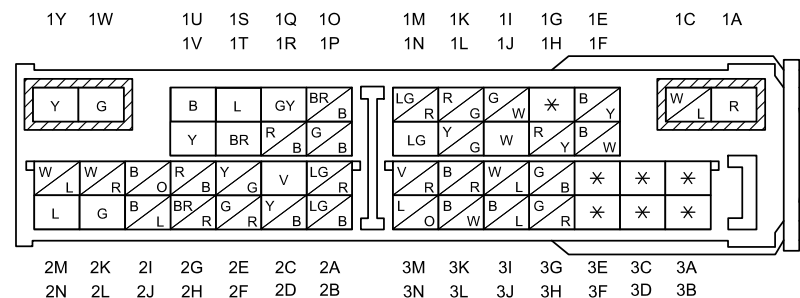 1Y 1W 1U 1S 1Q 1O 1M 1K 1I 1G 1E 1C 1A
1V 1T 1R 1P 1N 1L 1J 1H 1F
Y G B L GY BR B LG R R G G W * B Y W L R
Y BR R B G B LG Y G W R Y B W
W L W R B O R B Y G V LG R V R B R W L G B * * *
L G B L BR R G R Y B LG B L O B W B L G R * * *
2M 2K 2I 2G 2E 2C 2A 3M 3K 3I 3G 3E 3C 3A
2N 2L 2J 2H 2F 2D 2B 3N 3L 3J 3H 3F 3D 3B